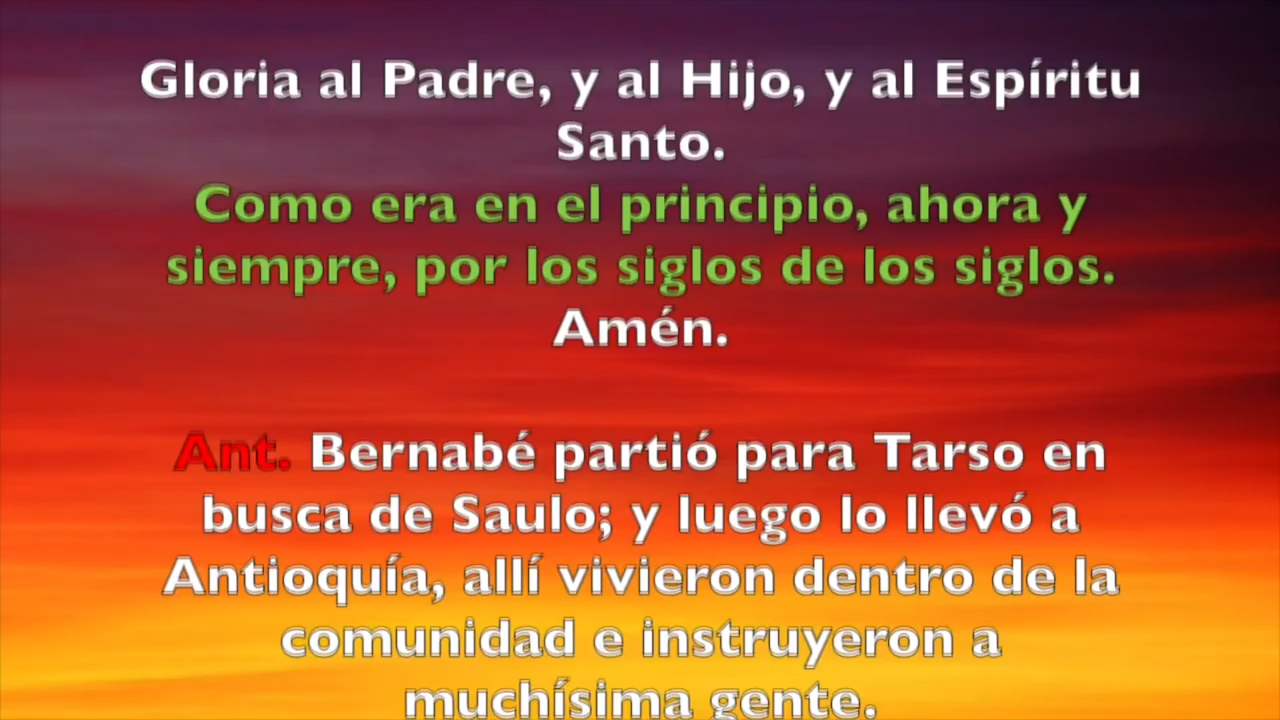 Gloria al Padre, y al Hijo, y al Espíritu
Santo.
Como era en el principio, ahora y
siempre, por los siglos de los siglos.
Amén.
Ant. Bernabé partió para Tarso en
busca de Saulo; y luego lo llevó a
Antioquía, allí vivieron dentro de la
comunidad e instruyeron a
muchísima gente.